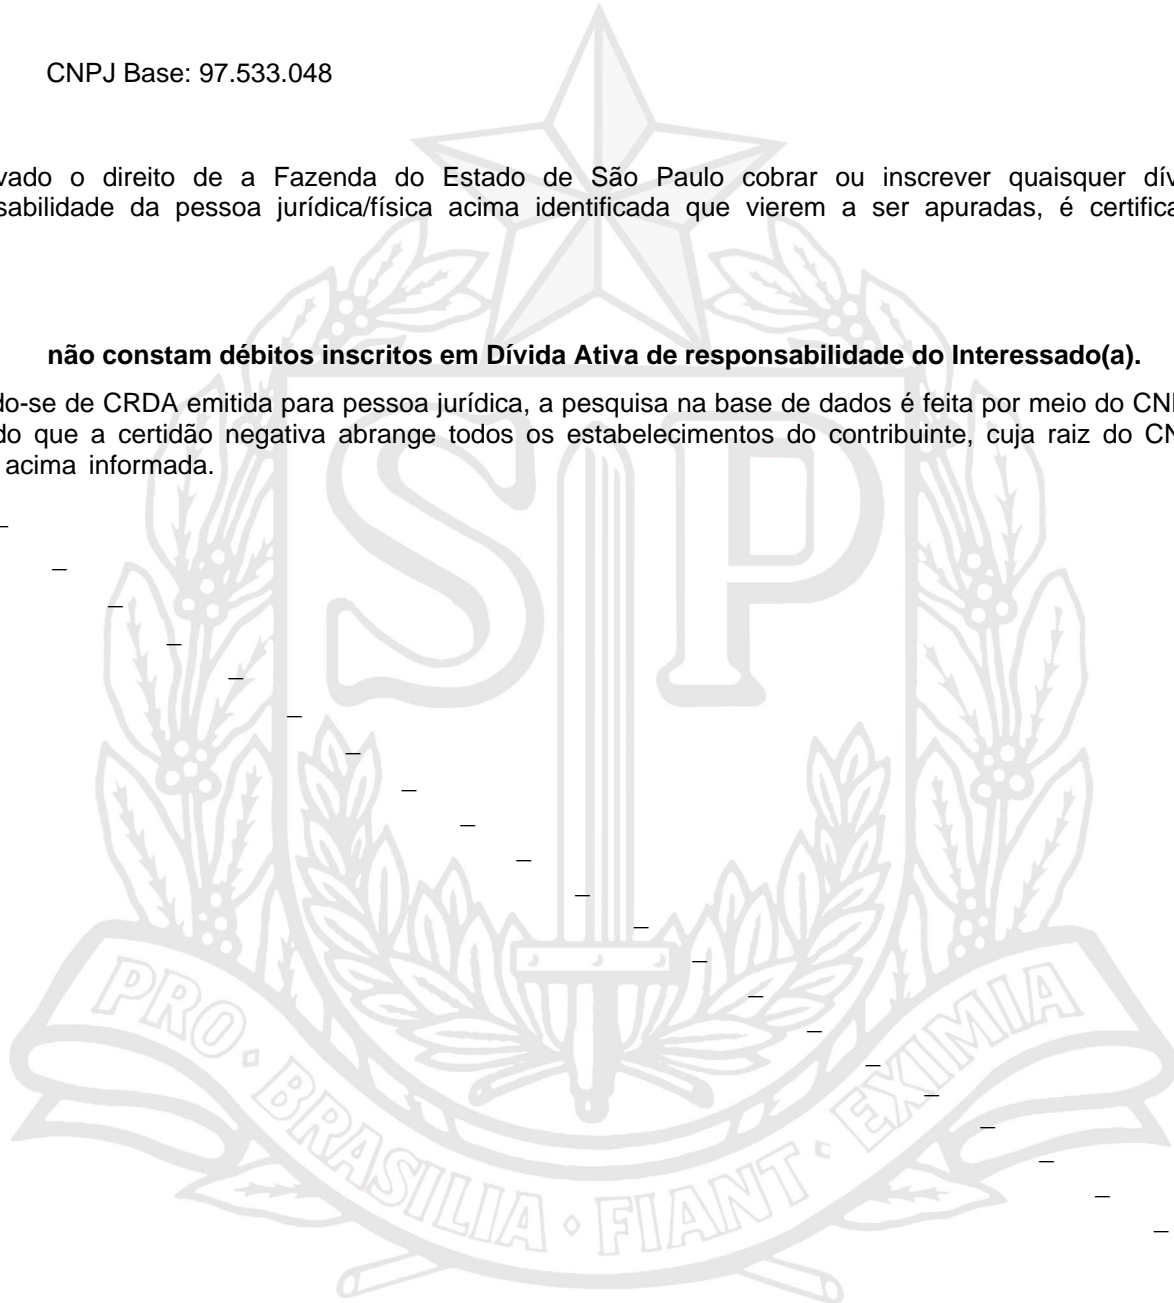 CNPJ Base: 97.533.048
vado o direito de a Fazenda do Estado de São Paulo cobrar ou inscrever quaisquer dív
sabilidade da pessoa jurídica/física acima identificada que vierem a ser apuradas, é certifica
não constam débitos inscritos em Dívida Ativa de responsabilidade do Interessado(a).
do-se de CRDA emitida para pessoa jurídica, a pesquisa na base de dados é feita por meio do CN
do que a certidão negativa abrange todos os estabelecimentos do contribuinte, cuja raiz do CN
acima informada.
SP
PRO · BRASILIA · FIANT · EXIMIA